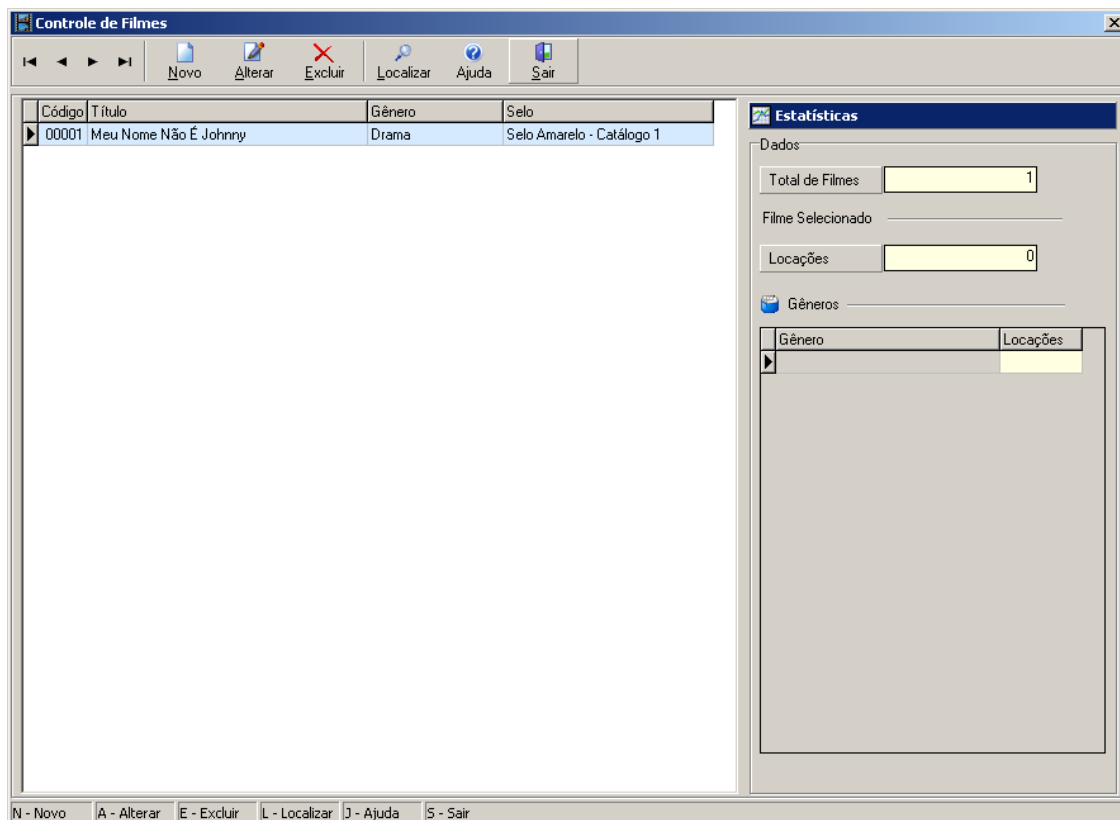 Controle de Filmes
Novo Alterar Excluir Localizar Ajuda Sair
Código Título Gênero Selo
00001 Meu Nome Não É Johnny Drama Selo Amarelo - Catálogo 1
Estatísticas
Dados
Total de Filmes 1
Filme Selecionado
Locações 0
Gêneros
Gênero Locações
N - Novo A - Alterar E - Excluir L - Localizar J - Ajuda S - Sair